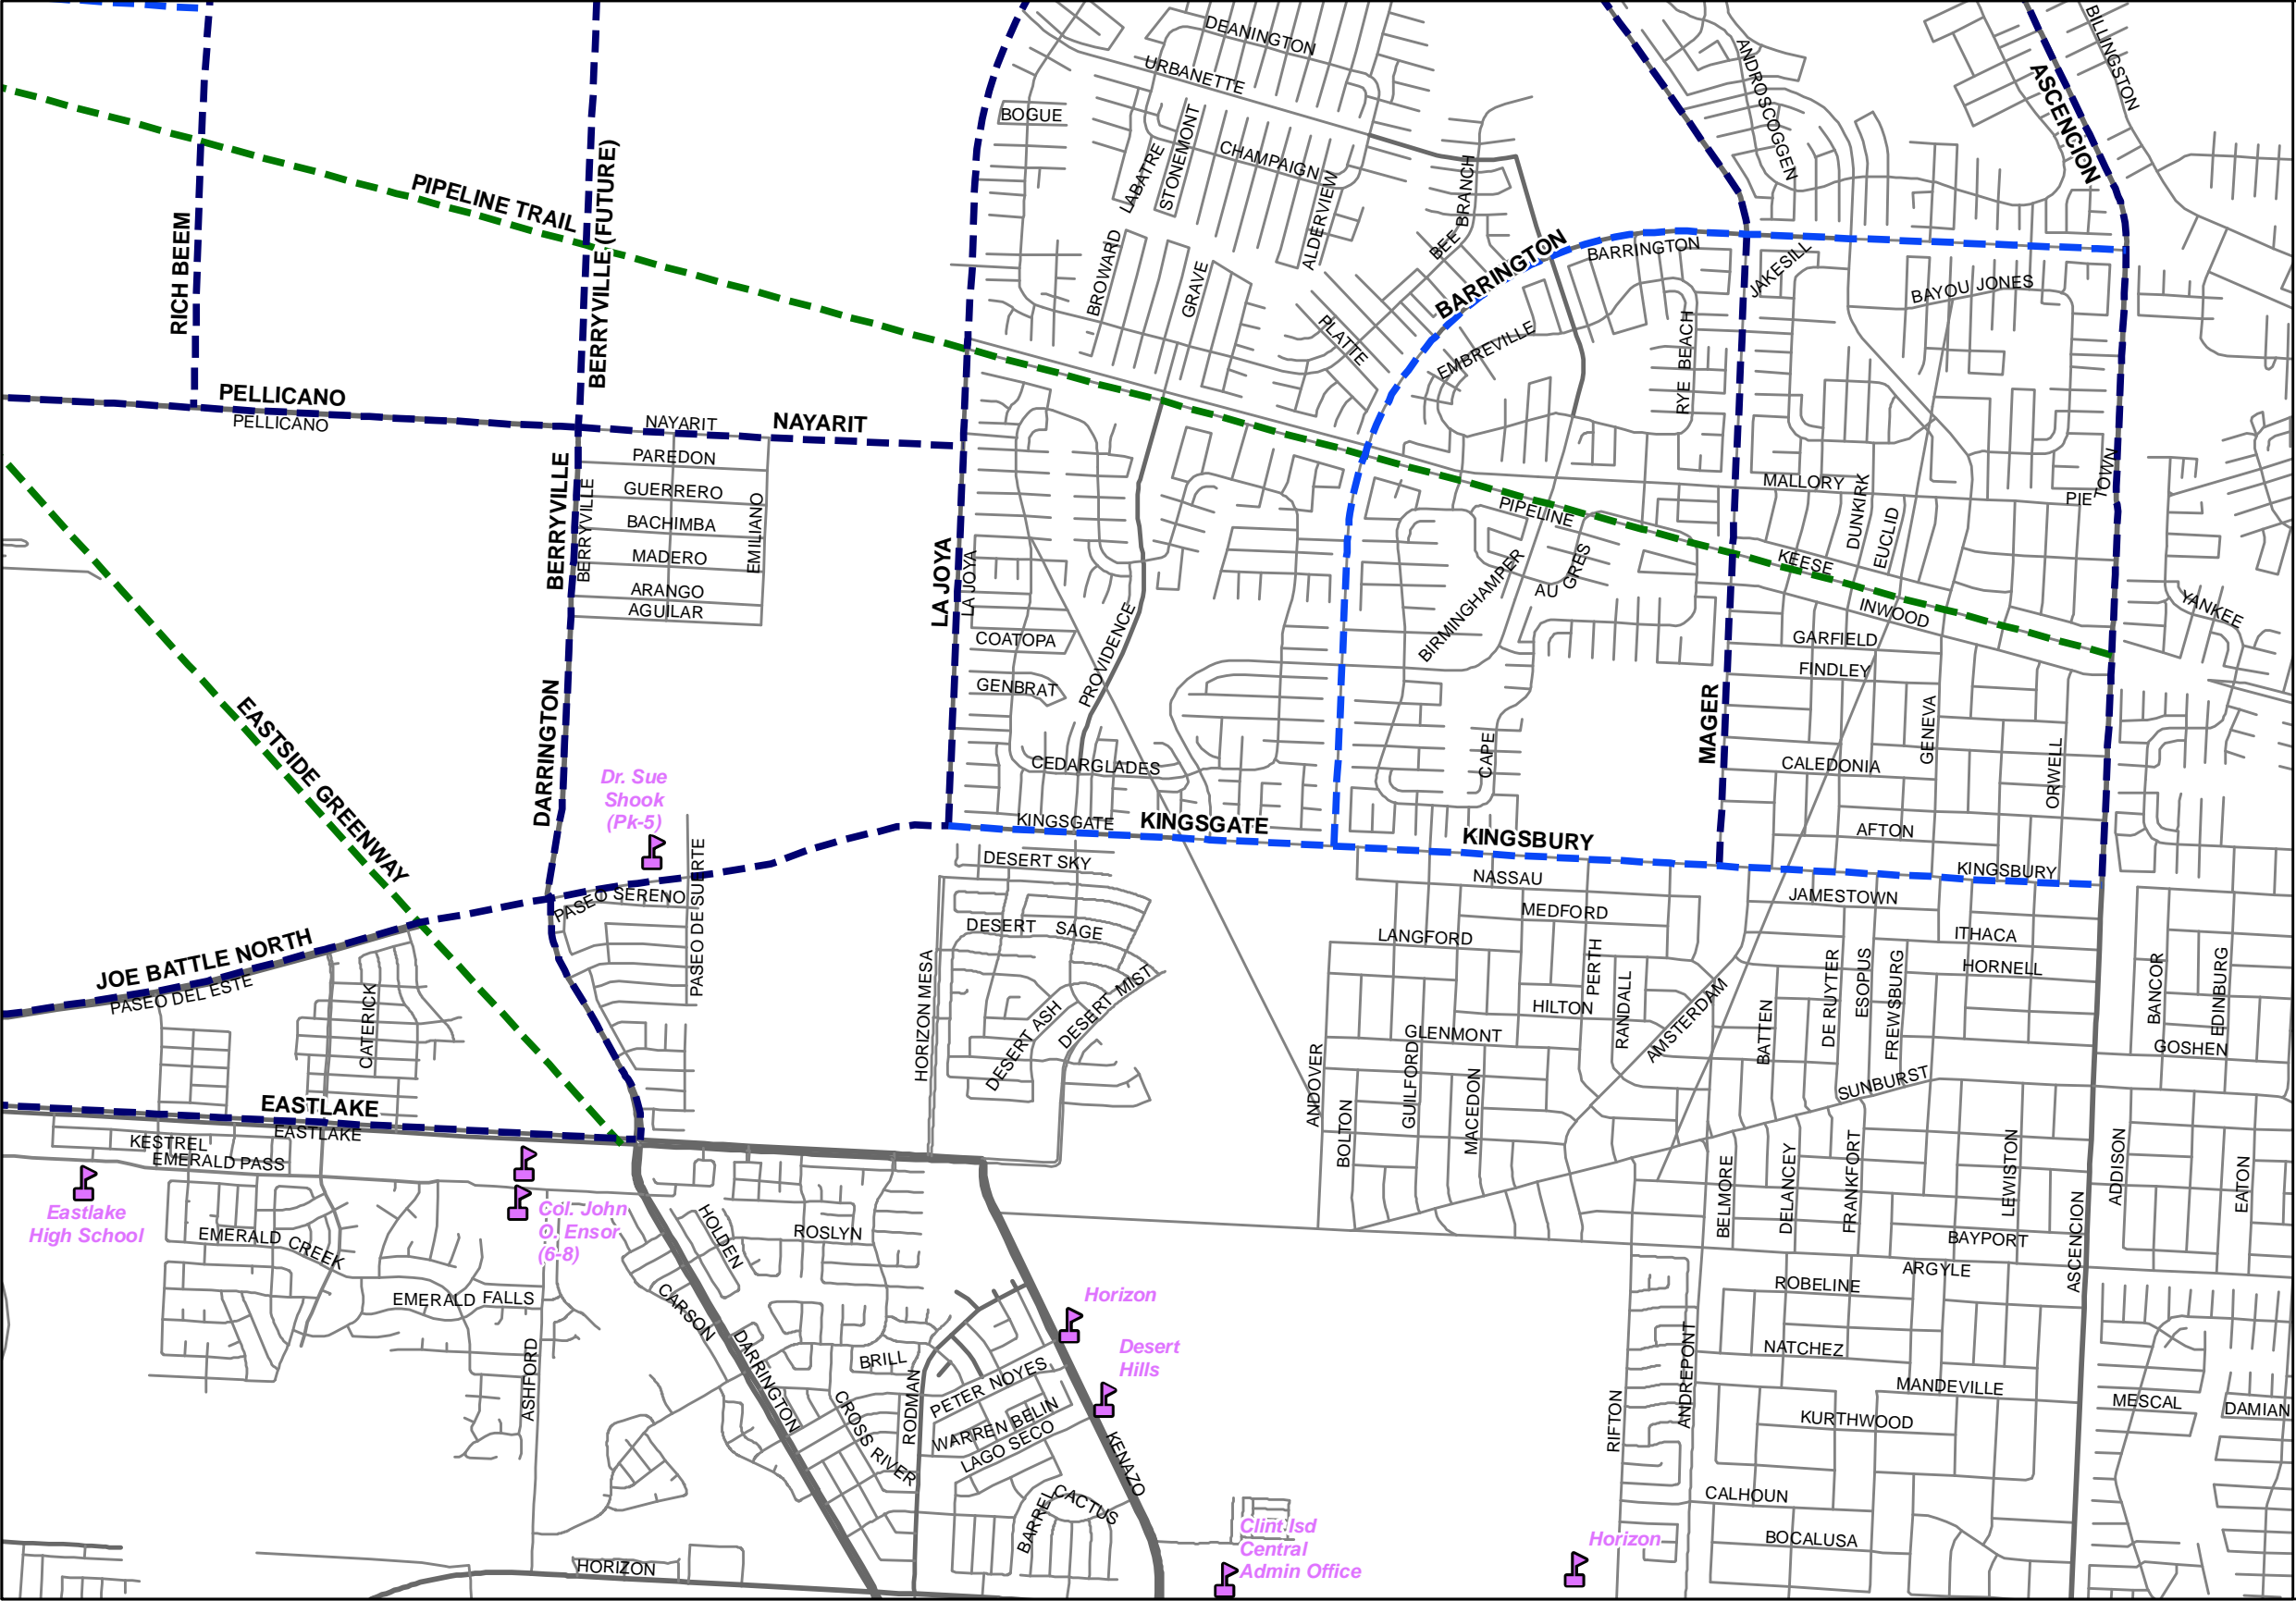 DEANINGTON
URBANETTE
BOGUE
LABATRE
STONEMONT
CHAMPAIGN
ALDERVIEW
BEE BRANCH
BROWARD
GRAVE
PLATTE
BARRINGTON
BARRINGTON
EMBREVILLE
RYE BEACH
ANDROSCOGGEN
JAKESILL
BAYOU JONES
ASCENCION
BILLINGSTON
PIPELINE TRAIL
RICH BEEM
BERRYVILLE (FUTURE)
PELLICANO
PELLICANO
NAYARIT
NAYARIT
PAREDON
GUERRERO
BACHIMBA
MADERO
ARANGO
AGUILAR
EMILIANO
BERRYVILLE
BERRYVILLE
DARRINGTON
LA JOYA
LA JOYA
COATOPA
GENBRAT
PROVIDENCE
CEDARGLADES
PIPELINE
BIRMINGHAMPER
AU GRES
CAPE
MALLORY
DUNKIRK
EUCLID
PIE TOWN
KEESE
INWOOD
GARFIELD
FINDLEY
MAGER
GENEVA
CALEDONIA
ORWELL
AFTON
YANKEE
EASTSIDE GREENWAY
Dr. Sue
Shook
(Pk-5)
PASEO SERENO
PASEO DE SUERTE
KINGSGATE
KINGSGATE
KINGSBURY
KINGSBURY
DESERT SKY
DESERT SAGE
DESERT ASH
DESERT MIST
HORIZON MESA
NASSAU
MEDFORD
LANGFORD
PERTH
HILTON
RANDALL
GLENMONT
ANDOVER
BOLTON
GUILFORD
MACEDON
AMSTERDAM
JAMESTOWN
ITHACA
HORNELL
BATTEN
DE RUYTER
ESOPUS
FREWSBURG
SUNBURST
BANCOR
EDINBURG
GOSHEN
JOE BATTLE NORTH
PASEO DEL ESTE
CATERICK
EASTLAKE
EASTLAKE
KESTREL
EMERALD PASS
Eastlake
High School
Col. John
O. Ensor
(6-8)
EMERALD CREEK
EMERALD FALLS
ASHFORD
HOLDEN
ROSLYN
CARSON
DARRINGTON
BRILL
CROSS RIVER
RODMAN
PETER NOYES
WARREN BELIN
LAGO SECO
BARREL CACTUS
KENAZO
Horizon
Desert
Hills
BELMORE
DELANCEY
FRANKFORT
LEWISTON
ASCENCION
ADDISON
EATON
BAYPORT
ARGYLE
ROBELINE
NATCHEZ
MANDEVILLE
KURTHWOOD
ANDREPONT
RIFTON
CALHOUN
BOCALUSA
MESCAL
DAMIAN
HORIZON
Clint Isd
Central
Admin Office
Horizon